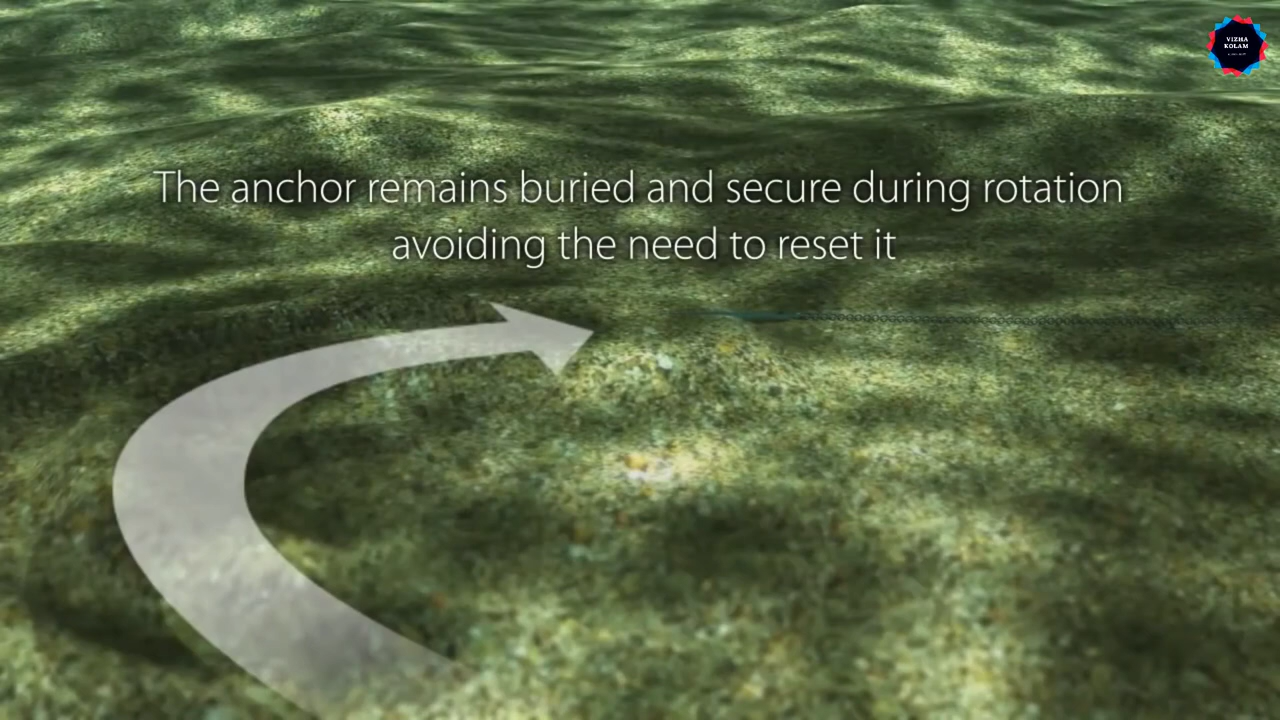 VIZHA
KOLAM
The anchor remains buried and secure during rotation
avoiding the need to reset it